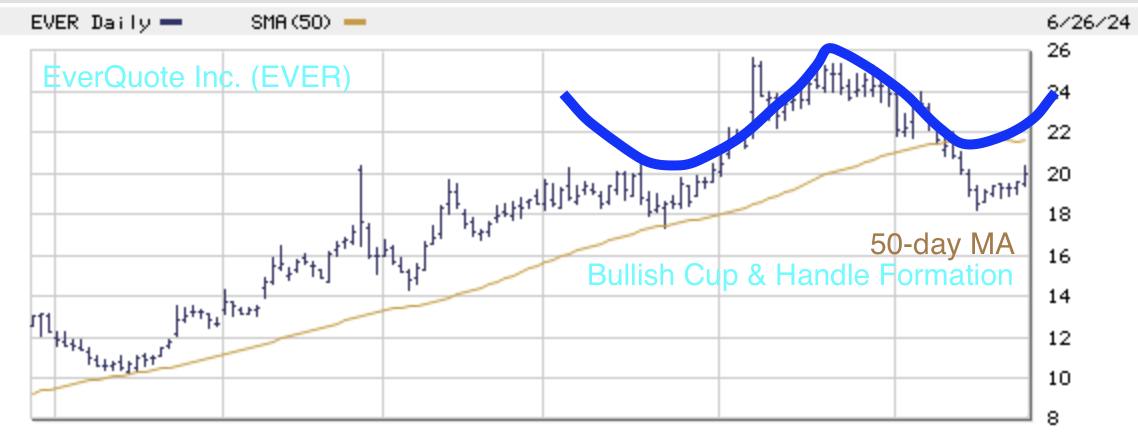 EVER Daily SMA(50) 6/26/24
26
EverQuote Inc. (EVER)
24
22
20
18
50-day MA
16
Bullish Cup & Handle Formation
14
12
10
8